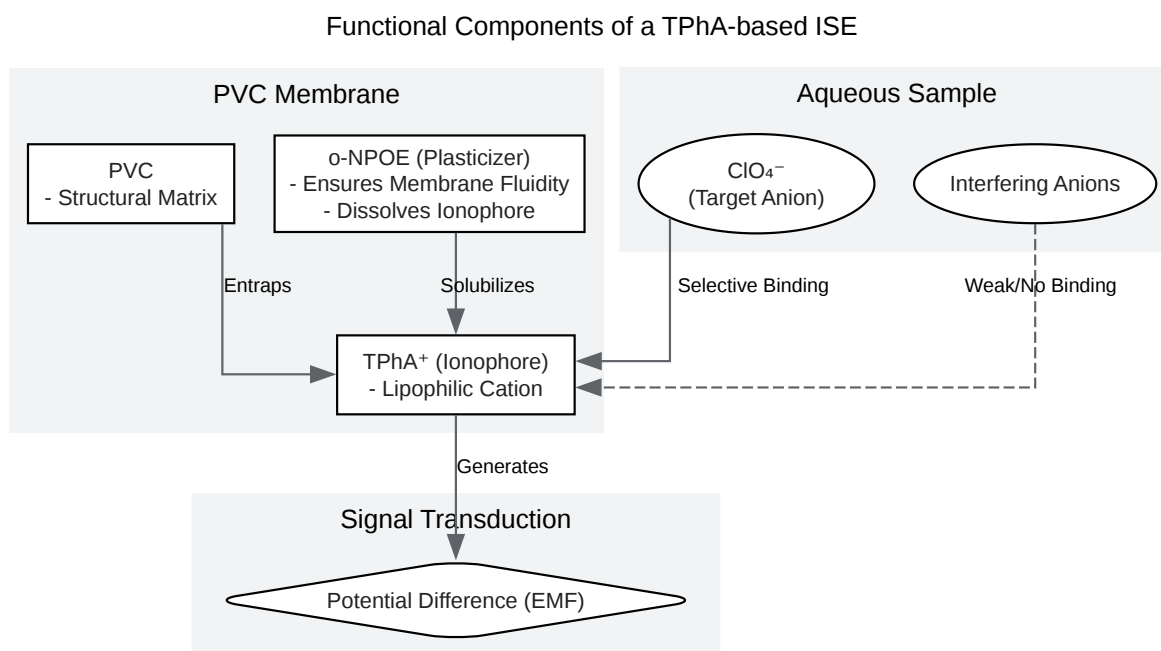 Functional Components of a TPhA-based ISE
PVC Membrane
Aqueous Sample
PVC
- Structural Matrix
o-NPOE (Plasticizer)
- Ensures Membrane Fluidity
- Dissolves Ionophore
ClO₄⁻
(Target Anion)
Interfering Anions
Entraps
Solubilizes
Selective Binding
Weak/No Binding
TPhA⁺ (Ionophore)
- Lipophilic Cation
Generates
Signal Transduction
Potential Difference (EMF)